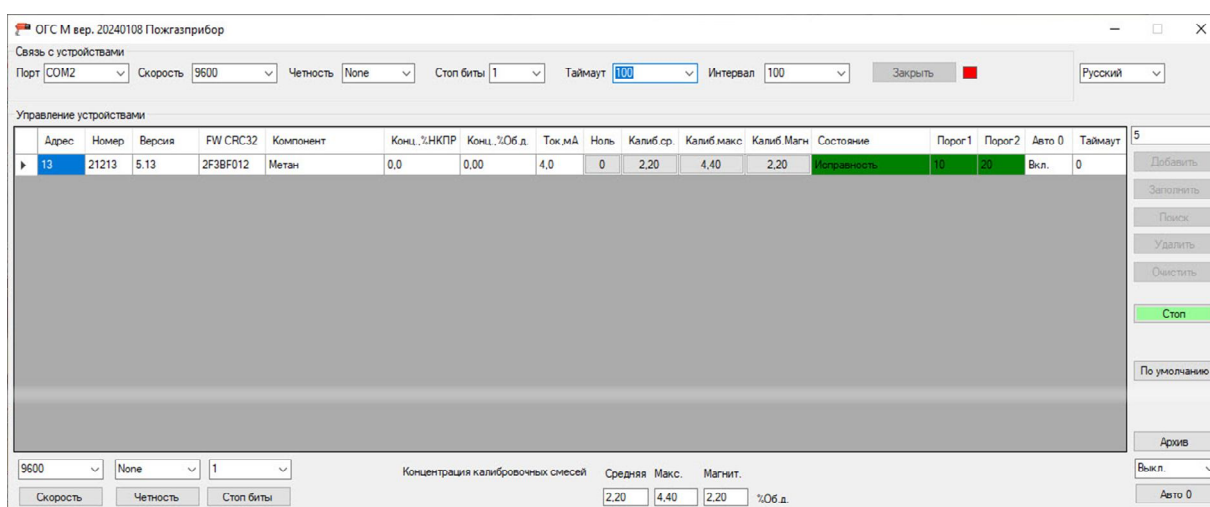 ОГС М вер. 20240108 Пожгазприбор
Связь с устройствами
Порт COM2 Скорость 9600 Четность None Стоп биты 1 Таймаут 100 Интервал 100 Закрыть Русский
Управление устройствами
Адрес Номер Версия FW CRC32 Компонент Конц.,%НКПР Конц.,%Об.д. Ток,мА Ноль Калиб.ср. Калиб.макс Калиб.Магн Состояние Порог1 Порог2 Авто 0 Таймаут 5
13 21213 5.13 2F3BF012 Метан 0,0 0,00 4,0 0 2,20 4,40 2,20 Исправность 10 20 Вкл. 0
Добавить
Заполнить
Поиск
Удалить
Очистить
Стоп
По умолчанию
Архив
9600 None 1 Концентрация калибровочных смесей Средняя Макс. Магнит. Выкл.
Скорость Четность Стоп биты 2,20 4,40 2,20 %Об.д. Авто 0